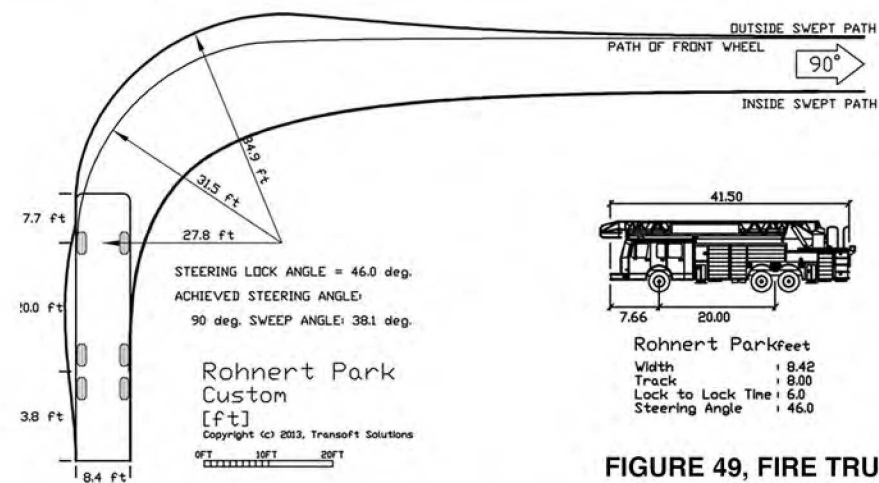 OUTSIDE SWEPT PATH
PATH OF FRONT WHEEL
90°
INSIDE SWEPT PATH
34.9 ft
31.5 ft
7.7 ft
27.8 ft
STEERING LOCK ANGLE = 46.0 deg.
ACHIEVED STEERING ANGLE:
90 deg. SWEEP ANGLE: 38.1 deg.
20.0 ft
3.8 ft
8.4 ft
Rohnert Park
Custom
[ft]
Copyright (c) 2013, Transoft Solutions
0FT 10FT 20FT
41.50
7.66 20.00
Rohnert Park feet
Width : 8.42
Track : 8.00
Lock to Lock Time : 6.0
Steering Angle : 46.0
FIGURE 49, FIRE TRU